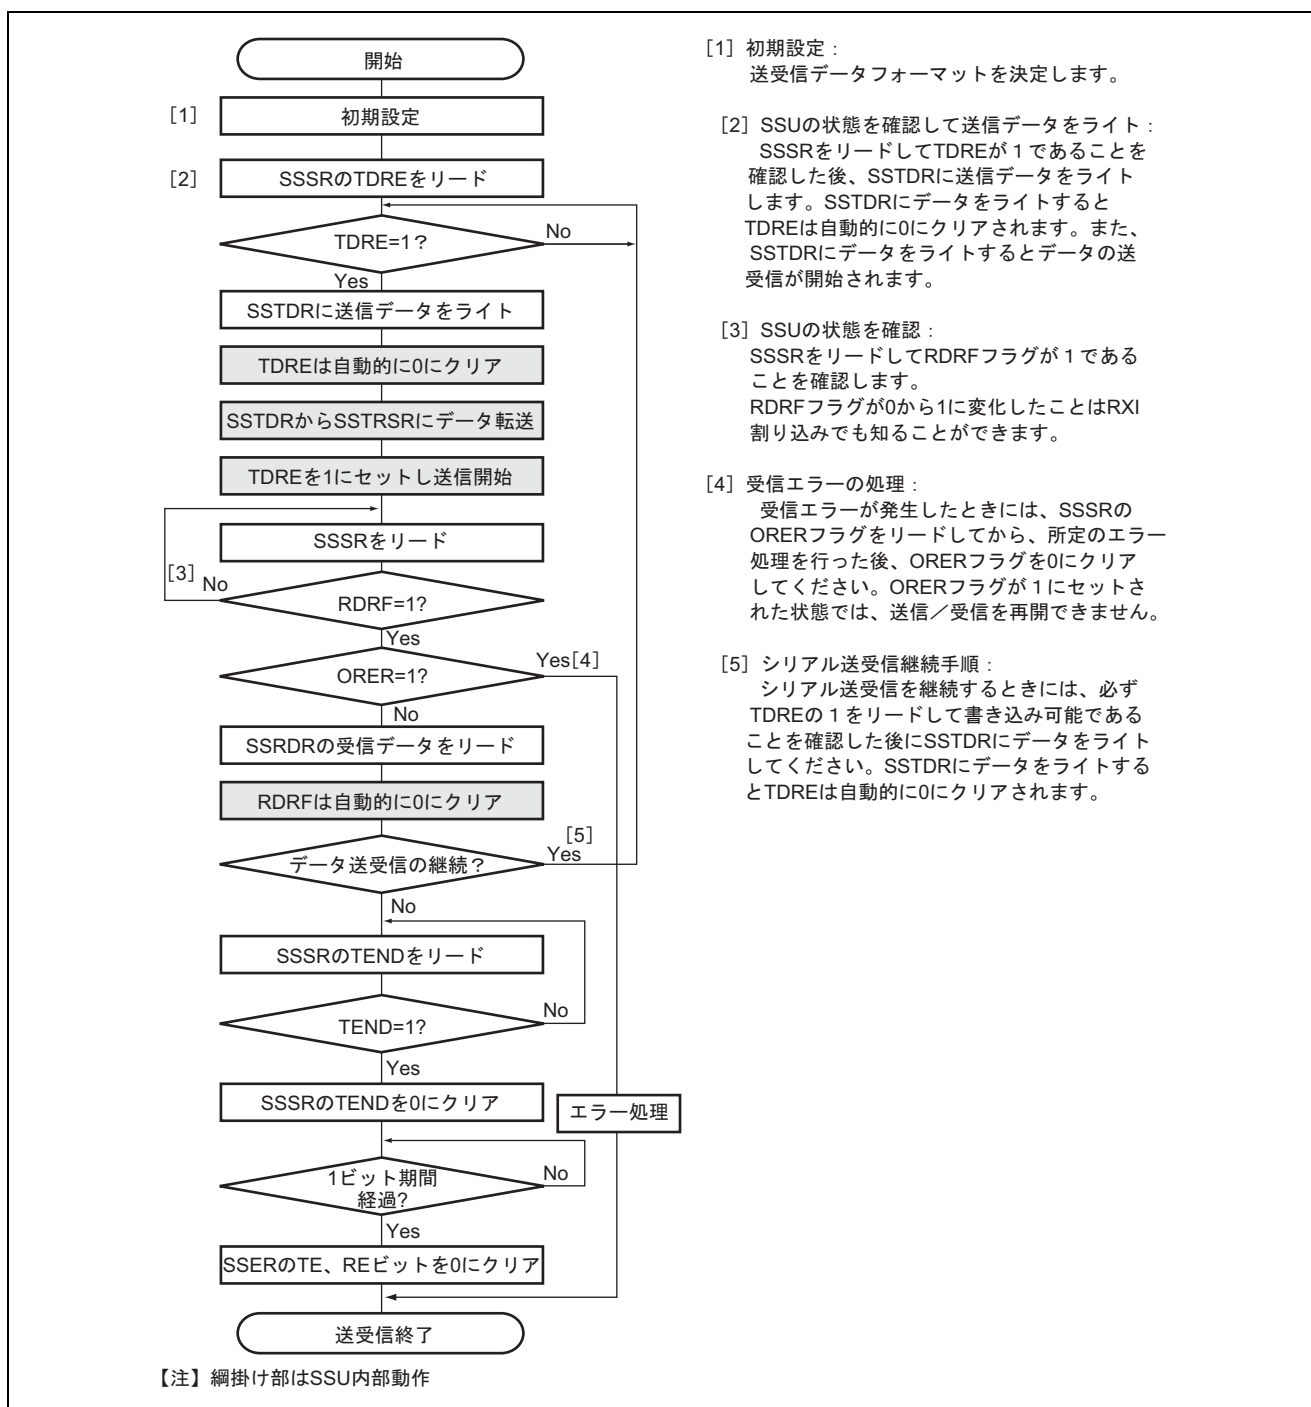 開始
[1]
初期設定
[2]
SSSRのTDREをリード
TDRE=1?
No
Yes
SSTDRに送信データをライト
TDREは自動的に0にクリア
SSTDRからSSTRSRにデータ転送
TDREを1にセットし送信開始
SSSRをリード
[3]
No
RDRF=1?
Yes
ORER=1?
Yes[4]
No
SSRDRの受信データをリード
RDRFは自動的に0にクリア
データ送受信の継続?
[5]
Yes
No
SSSRのTENDをリード
TEND=1?
No
Yes
SSSRのTENDを0にクリア
エラー処理
1ビット期間
経過?
No
Yes
SSERのTE、REビットを0にクリア
送受信終了
【注】網掛け部はSSU内部動作
[1] 初期設定:
送受信データフォーマットを決定します。
[2] SSUの状態を確認して送信データをライト:
SSSRをリードしてTDREが1であることを
確認した後、SSTDRに送信データをライト
します。SSTDRにデータをライトすると
TDREは自動的に0にクリアされます。また、
SSTDRにデータをライトするとデータの送
受信が開始されます。
[3] SSUの状態を確認:
SSSRをリードしてRDRFフラグが1である
ことを確認します。
RDRFフラグが0から1に変化したことはRXI
割り込みでも知ることができます。
[4] 受信エラーの処理:
受信エラーが発生したときには、SSSRの
ORERフラグをリードしてから、所定のエラー
処理を行った後、ORERフラグを0にクリア
してください。ORERフラグが1にセットさ
れた状態では、送信/受信を再開できません。
[5] シリアル送受信継続手順:
シリアル送受信を継続するときには、必ず
TDREの1をリードして書き込み可能である
ことを確認した後にSSTDRにデータをライト
してください。SSTDRにデータをライトする
とTDREは自動的に0にクリアされます。